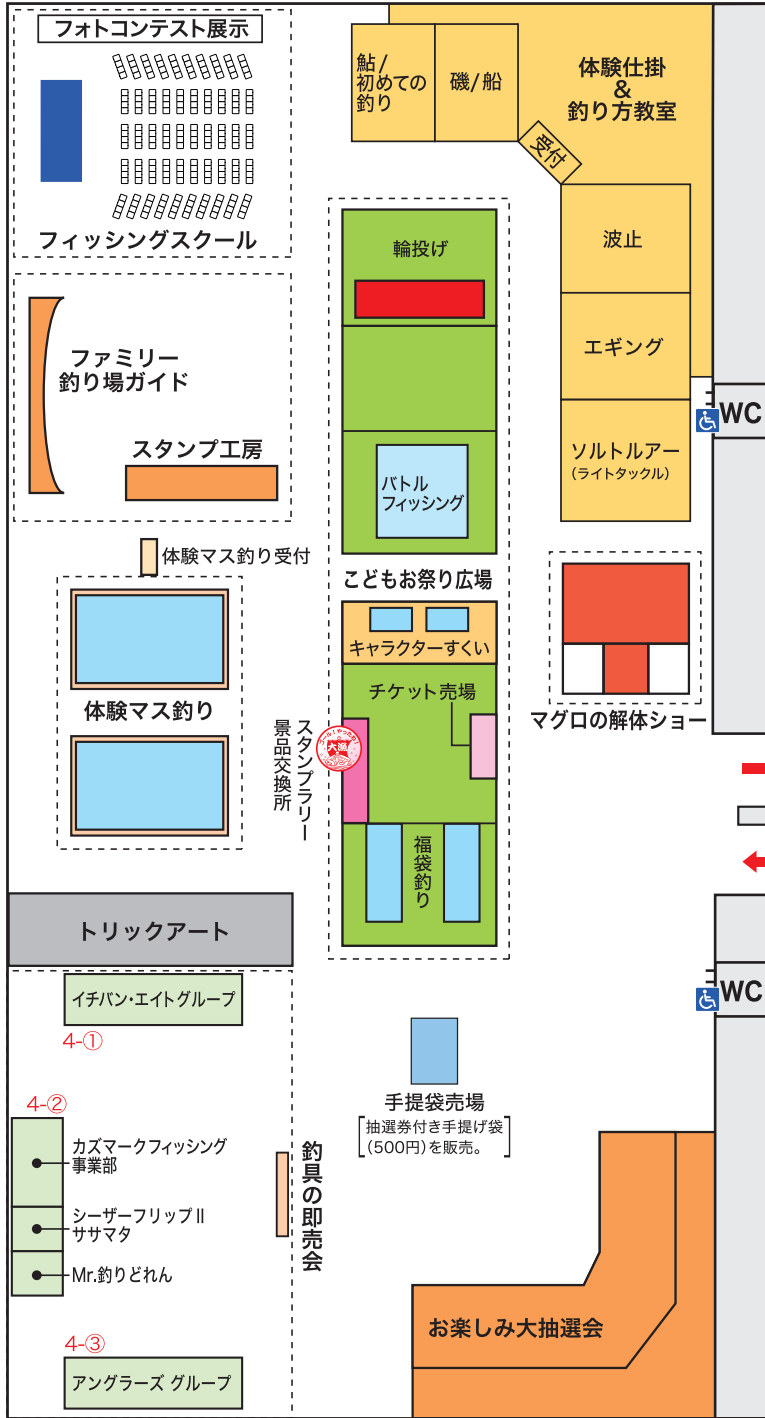 フォトコンテスト展示
フィッシングスクール
鮎/
初めての
釣り
磯/船
体験仕掛
&
釣り方教室
受付
波止
エギング
ソルトルアー
(ライトタックル)
WC
輪投げ
バトル
フィッシング
こどもお祭り広場
ファミリー
釣り場ガイド
スタンプ工房
体験マス釣り受付
体験マス釣り
キャラクターすくい
チケット売場
スタンプラリー
景品交換所
大漁
福袋釣り
マグロの解体ショー
トリックアート
イチバン・エイトグループ
4-①
4-②
カズマークフィッシング
事業部
シーザーフリップⅡ
ササマタ
Mr.釣りどれん
4-③
アングラーズ グループ
釣具の即売会
手提袋売場
抽選券付き手提げ袋
(500円)を販売。
WC
お楽しみ大抽選会